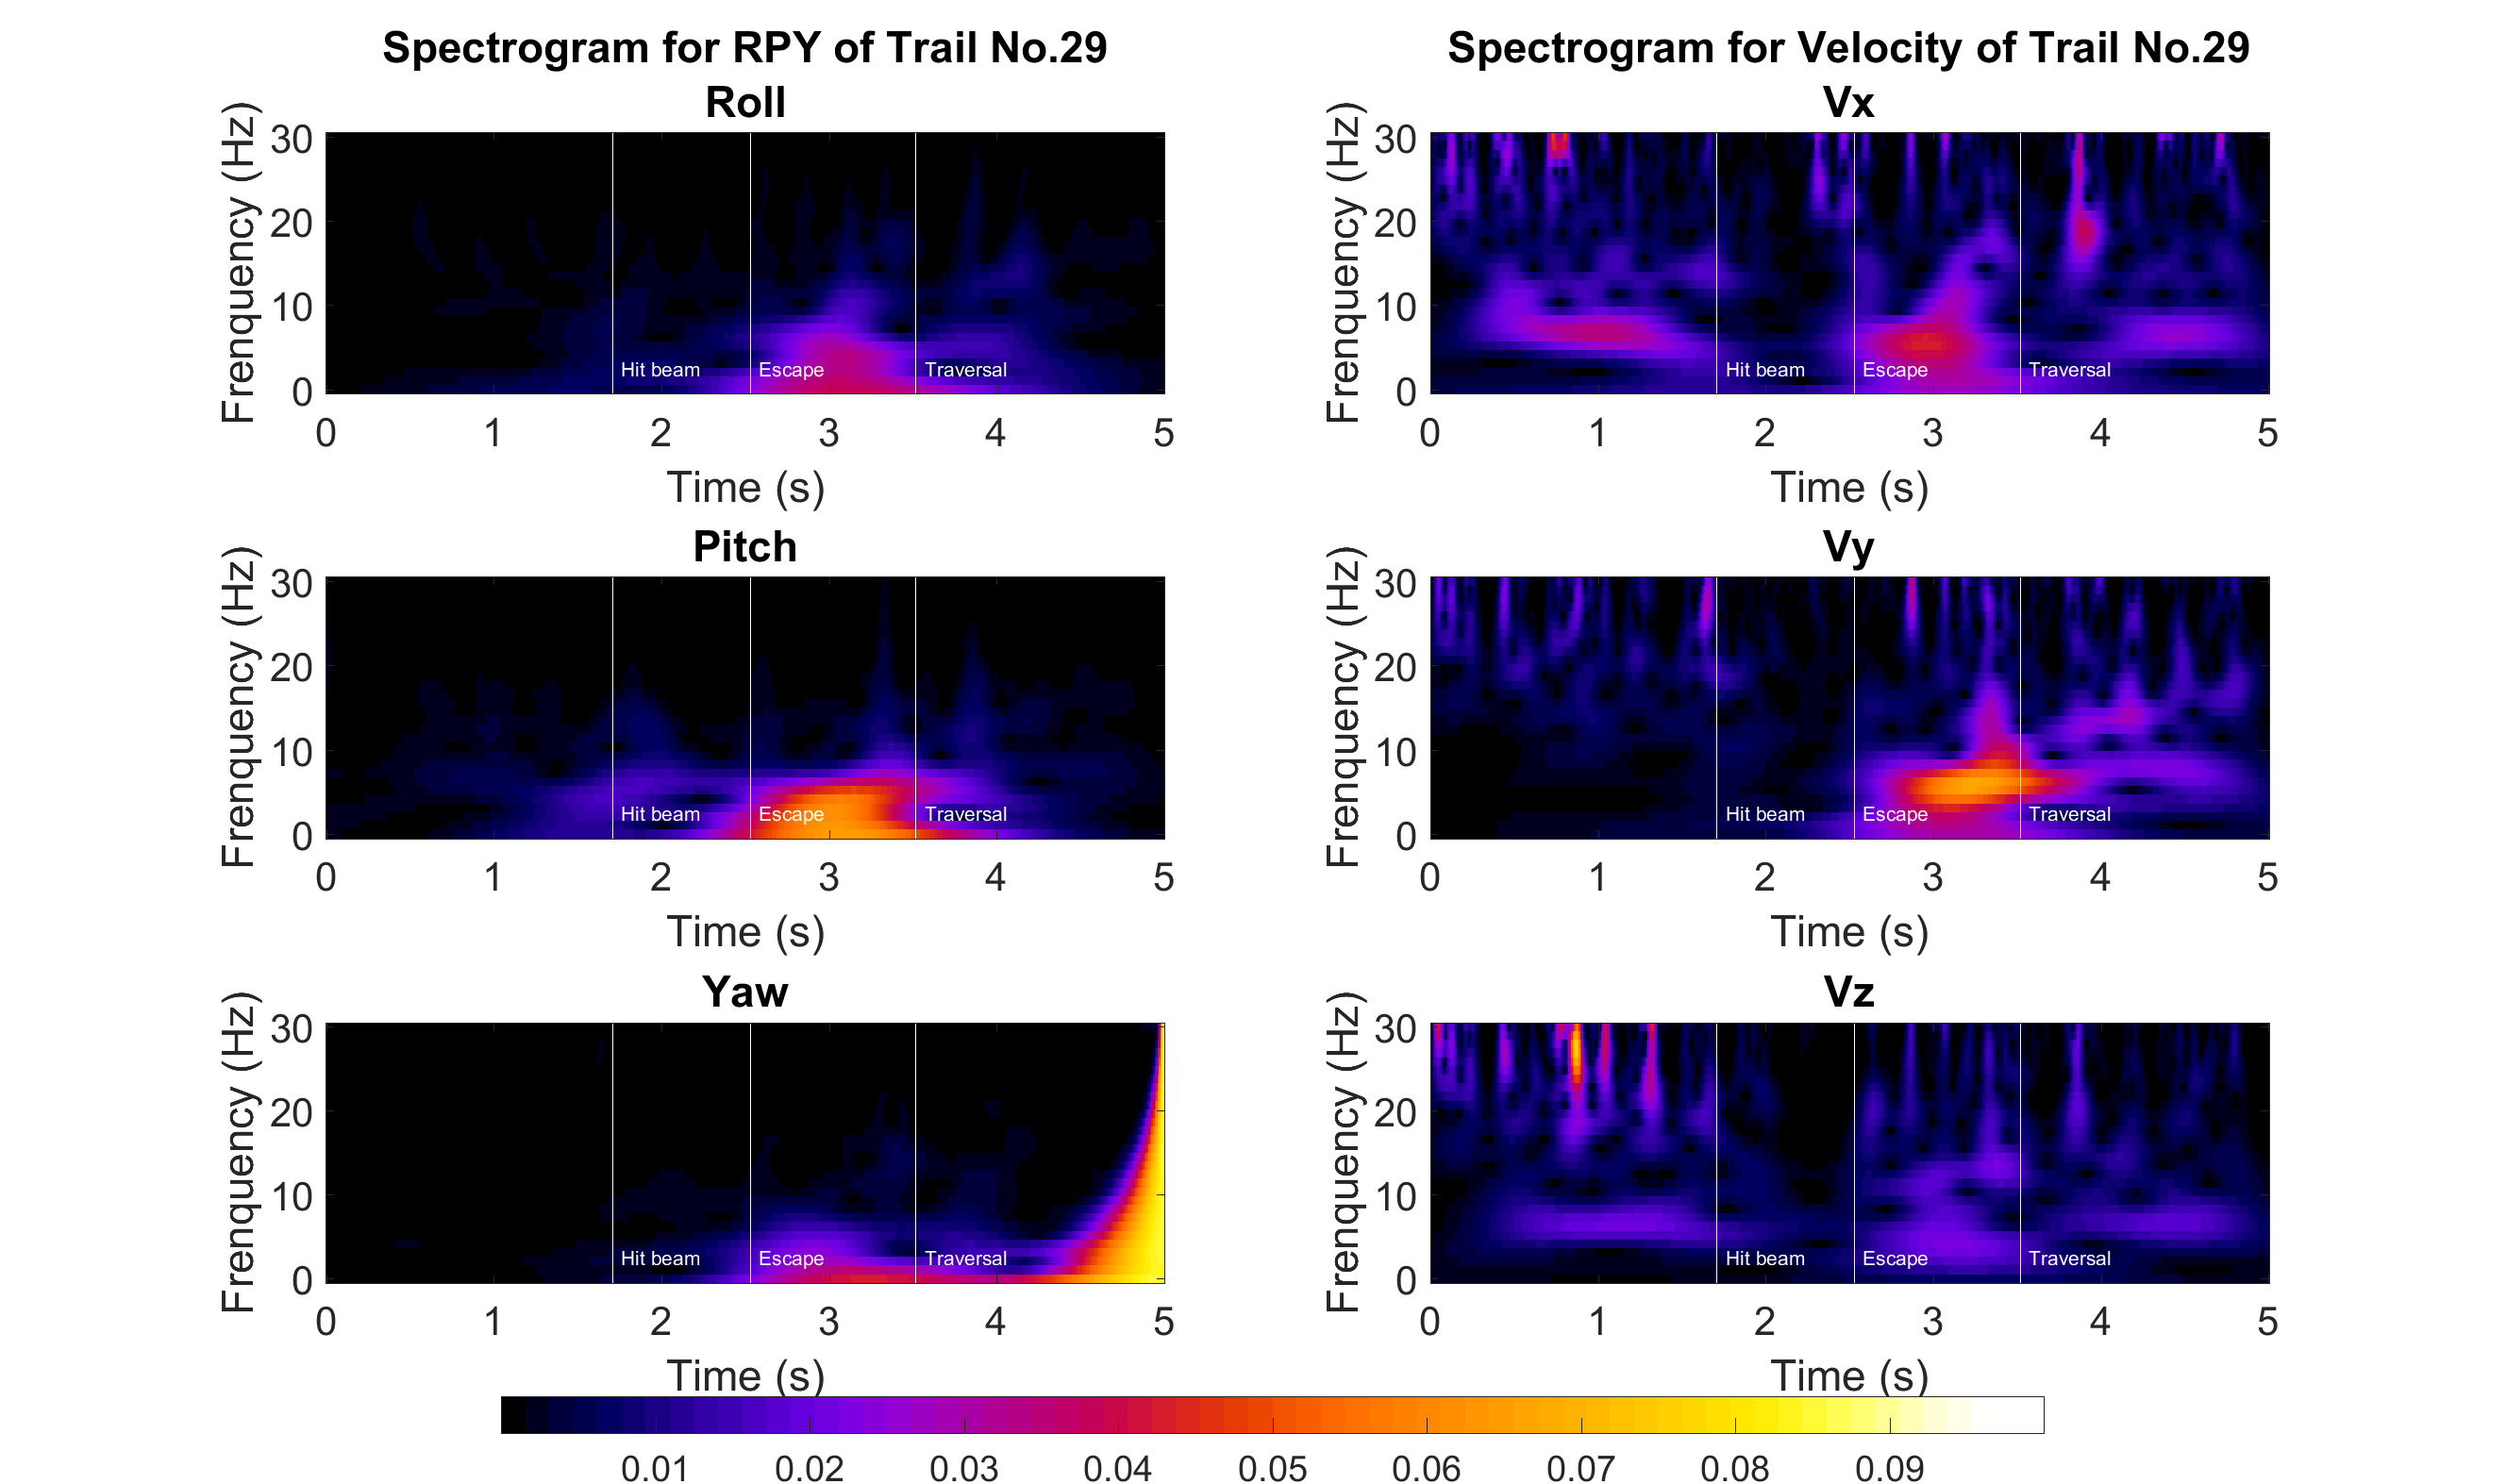 Spectrogram for RPY of Trail No.29
Roll
Frenquency (Hz)
30
20
10
0
Hit beam
Escape
Traversal
0 1 2 3 4 5
Time (s)
Pitch
Frenquency (Hz)
30
20
10
0
Hit beam
Escape
Traversal
0 1 2 3 4 5
Time (s)
Yaw
Frenquency (Hz)
30
20
10
0
Hit beam
Escape
Traversal
0 1 2 3 4 5
Time (s)
Spectrogram for Velocity of Trail No.29
Vx
Frenquency (Hz)
30
20
10
0
Hit beam
Escape
Traversal
0 1 2 3 4 5
Time (s)
Vy
Frenquency (Hz)
30
20
10
0
Hit beam
Escape
Traversal
0 1 2 3 4 5
Time (s)
Vz
Frenquency (Hz)
30
20
10
0
Hit beam
Escape
Traversal
0 1 2 3 4 5
Time (s)
0.01 0.02 0.03 0.04 0.05 0.06 0.07 0.08 0.09